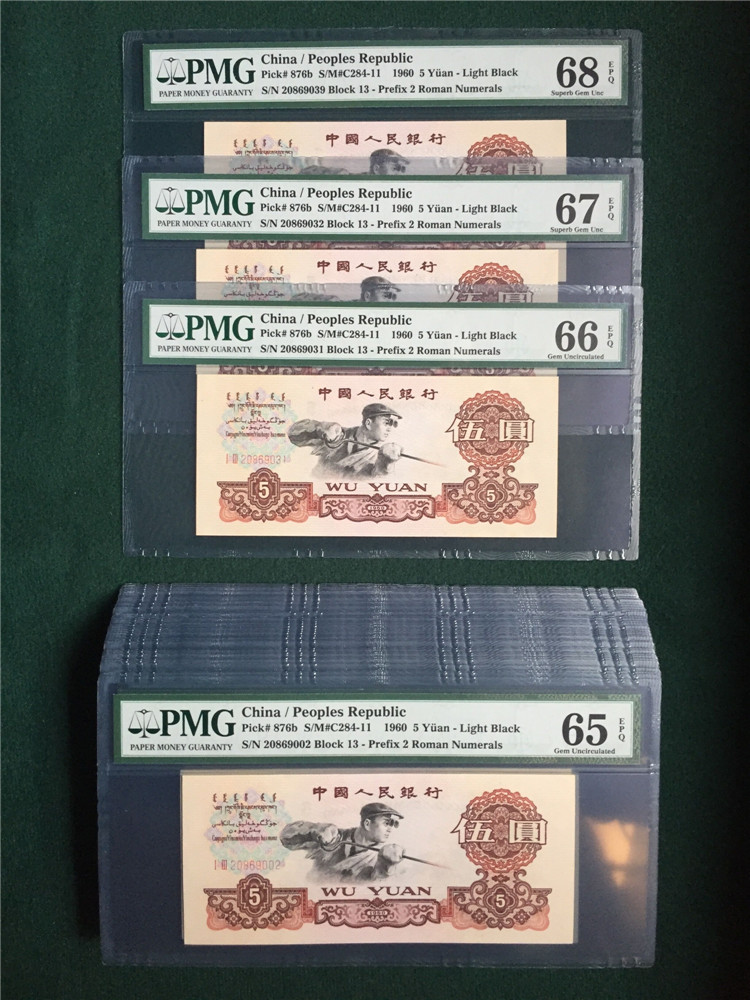 PMG
PAPER MONEY GUARANTY
China / Peoples Republic
Pick# 876b S/M#C284-11 1960 5 Yüan - Light Black
S/N 20869039 Block 13 - Prefix 2 Roman Numerals
68 EPQ
Superb Gem Unc
中國人民銀行
PMG
PAPER MONEY GUARANTY
China / Peoples Republic
Pick# 876b S/M#C284-11 1960 5 Yüan - Light Black
S/N 20869032 Block 13 - Prefix 2 Roman Numerals
67 EPQ
Superb Gem Unc
中國人民銀行
PMG
PAPER MONEY GUARANTY
China / Peoples Republic
Pick# 876b S/M#C284-11 1960 5 Yüan - Light Black
S/N 20869031 Block 13 - Prefix 2 Roman Numerals
66 EPQ
Gem Uncirculated
中國人民銀行
伍圓
I III 20869031
WU YUAN
5
1960
5
PMG
PAPER MONEY GUARANTY
China / Peoples Republic
Pick# 876b S/M#C284-11 1960 5 Yüan - Light Black
S/N 20869002 Block 13 - Prefix 2 Roman Numerals
65 EPQ
Gem Uncirculated
中國人民銀行
伍圓
I III 20869002
WU YUAN
5
1960
5